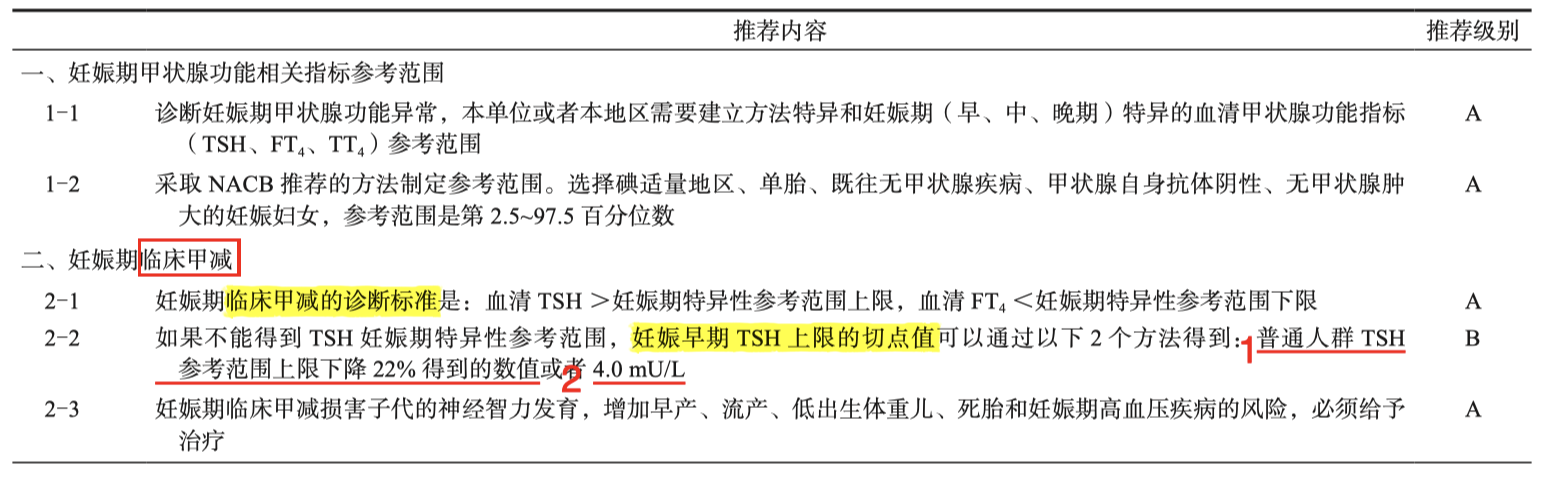 推荐内容 推荐级别
一、妊娠期甲状腺功能相关指标参考范围
1-1 诊断妊娠期甲状腺功能异常，本单位或者本地区需要建立方法特异和妊娠期（早、中、晚期）特异的血清甲状腺功能指标 A
（TSH、FT₄、TT₄）参考范围
1-2 采取 NACB 推荐的方法制定参考范围。选择碘适量地区、单胎、既往无甲状腺疾病、甲状腺自身抗体阴性、无甲状腺肿 A
大的妊娠妇女，参考范围是第 2.5~97.5 百分位数
二、妊娠期临床甲减
2-1 妊娠期临床甲减的诊断标准是：血清 TSH＞妊娠期特异性参考范围上限，血清 FT₄＜妊娠期特异性参考范围下限 A
2-2 如果不能得到 TSH 妊娠期特异性参考范围，妊娠早期 TSH 上限的切点值可以通过以下 2 个方法得到：1 普通人群 TSH B
参考范围上限下降 22% 得到的数值或者 2 4.0 mU/L
2-3 妊娠期临床甲减损害子代的神经智力发育，增加早产、流产、低出生体重儿、死胎和妊娠期高血压疾病的风险，必须给予 A
治疗